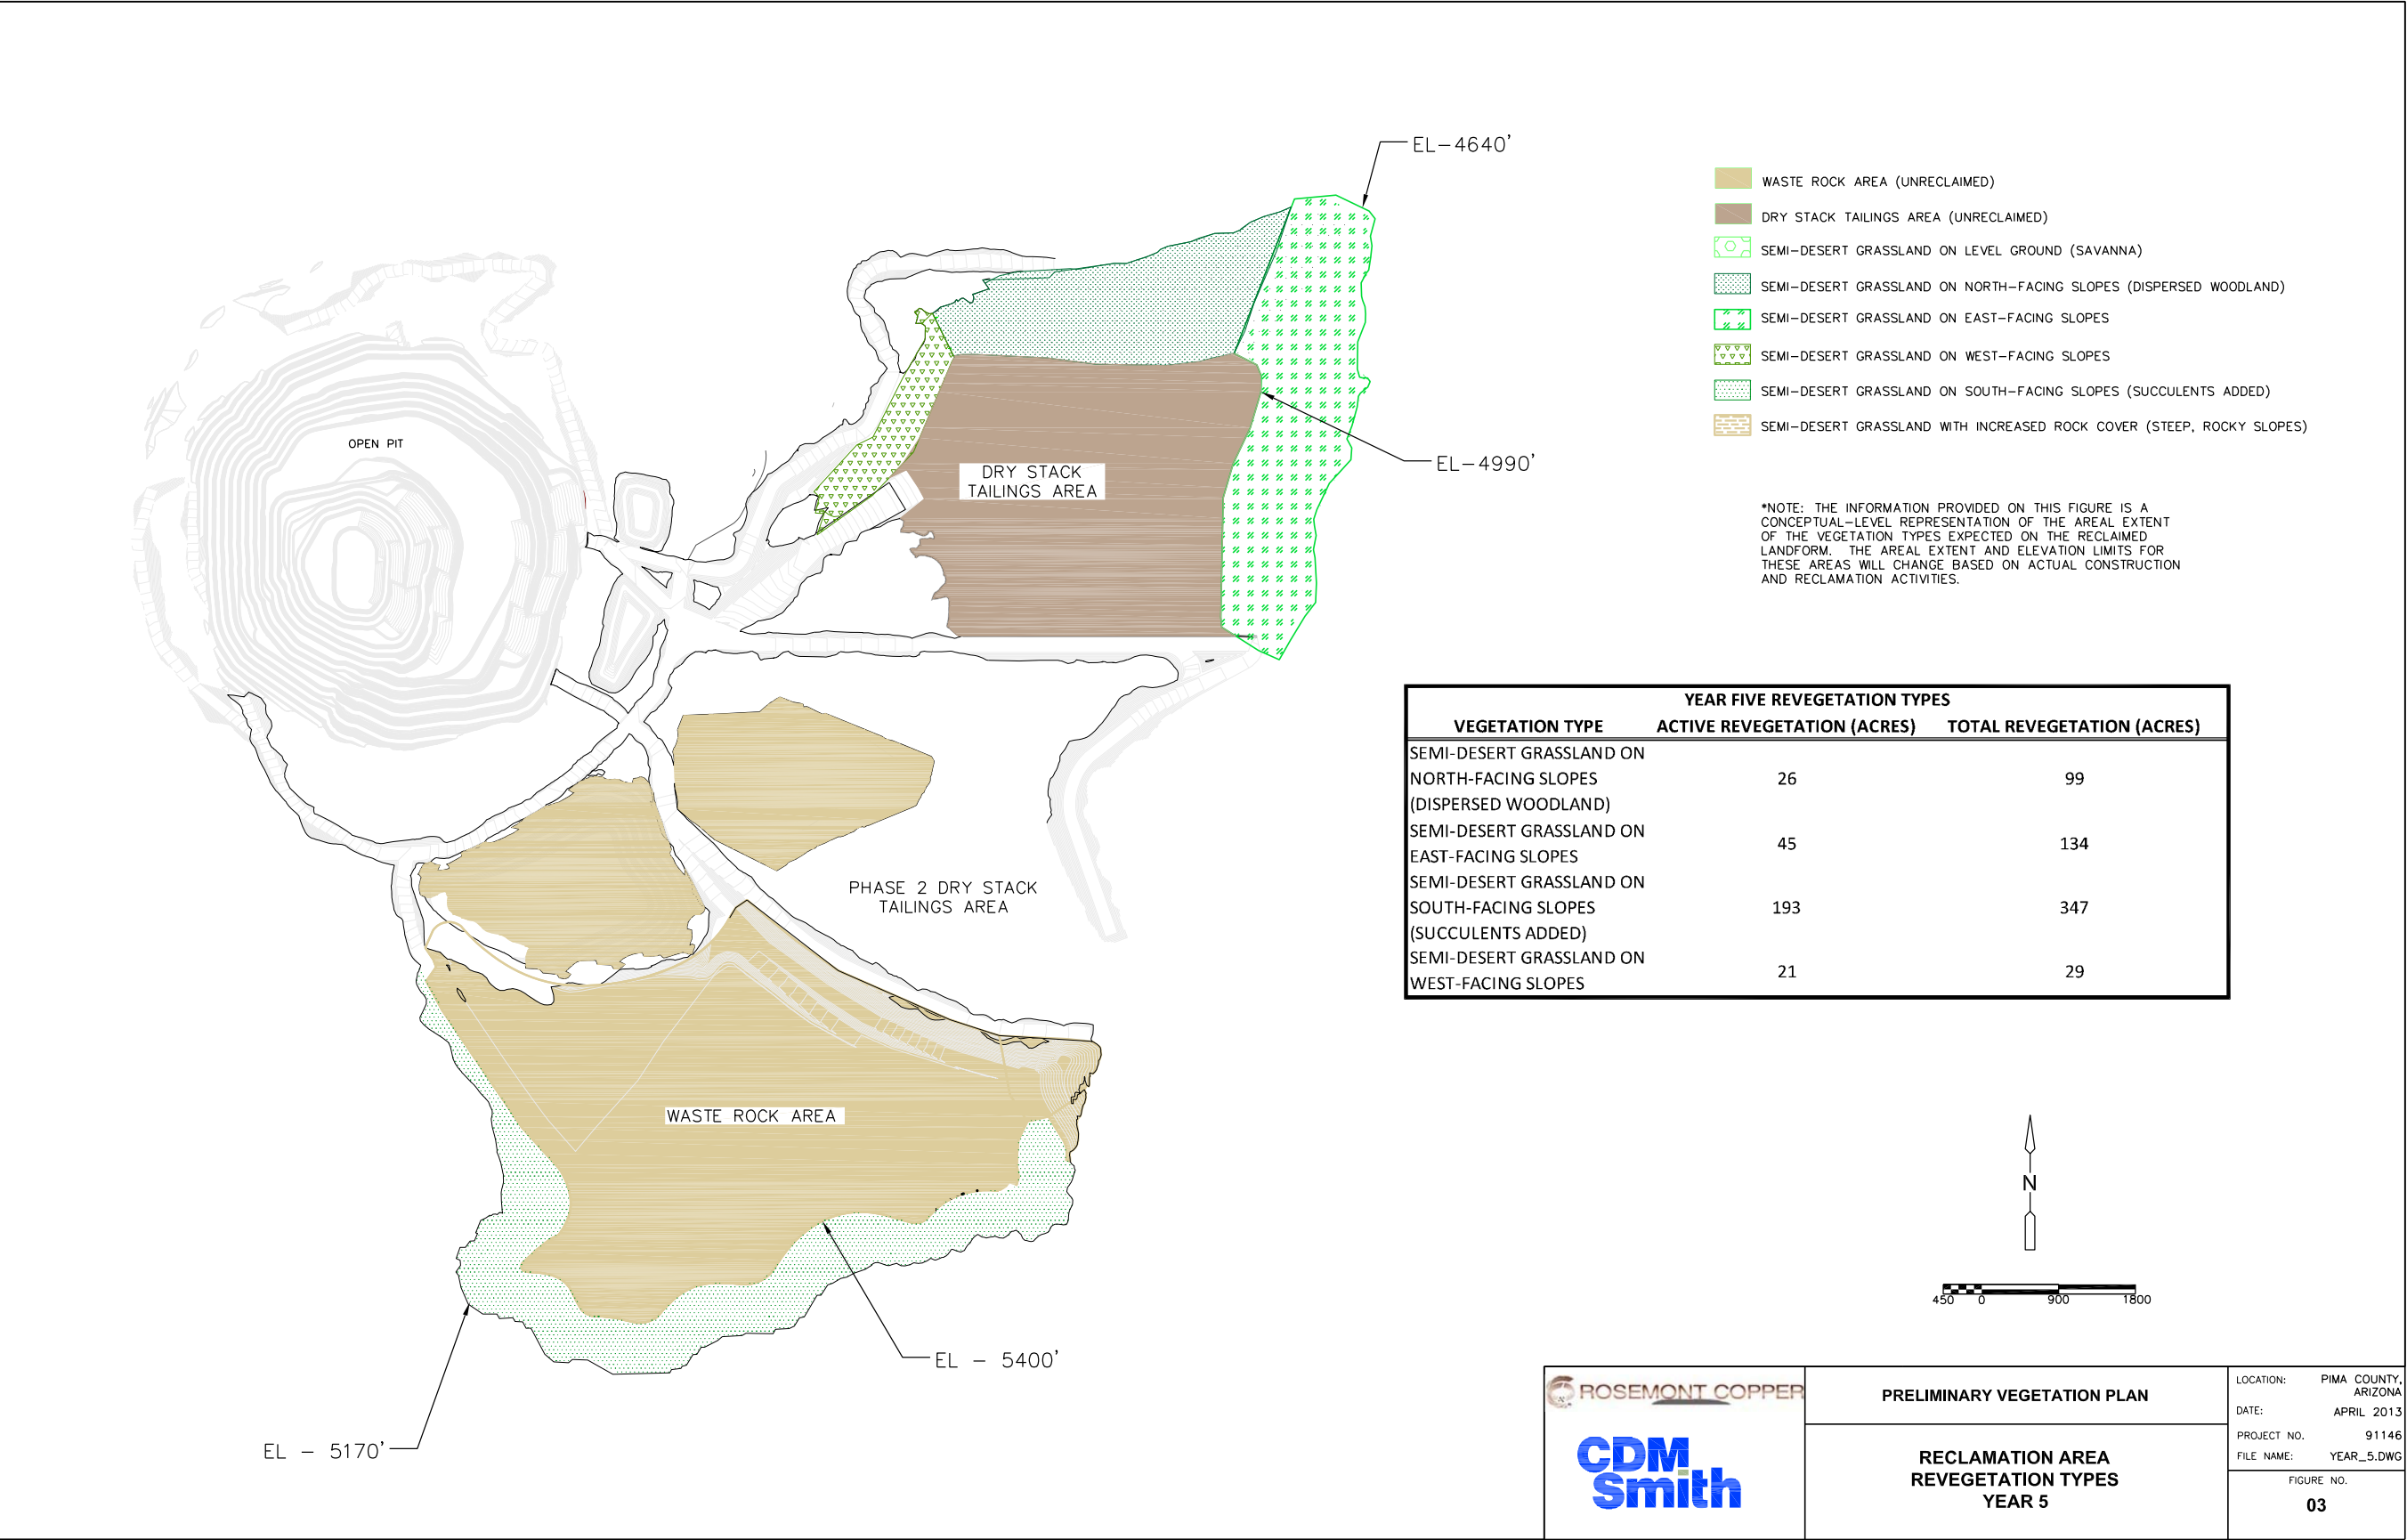 EL-4640'
WASTE ROCK AREA (UNRECLAIMED)
DRY STACK TAILINGS AREA (UNRECLAIMED)
SEMI-DESERT GRASSLAND ON LEVEL GROUND (SAVANNA)
SEMI-DESERT GRASSLAND ON NORTH-FACING SLOPES (DISPERSED WOODLAND)
SEMI-DESERT GRASSLAND ON EAST-FACING SLOPES
SEMI-DESERT GRASSLAND ON WEST-FACING SLOPES
SEMI-DESERT GRASSLAND ON SOUTH-FACING SLOPES (SUCCULENTS ADDED)
SEMI-DESERT GRASSLAND WITH INCREASED ROCK COVER (STEEP, ROCKY SLOPES)
OPEN PIT
EL-4990'
DRY STACK
TAILINGS AREA
*NOTE: THE INFORMATION PROVIDED ON THIS FIGURE IS A
CONCEPTUAL-LEVEL REPRESENTATION OF THE AREAL EXTENT
OF THE VEGETATION TYPES EXPECTED ON THE RECLAIMED
LANDFORM. THE AREAL EXTENT AND ELEVATION LIMITS FOR
THESE AREAS WILL CHANGE BASED ON ACTUAL CONSTRUCTION
AND RECLAMATION ACTIVITIES.
YEAR FIVE REVEGETATION TYPES
VEGETATION TYPE ACTIVE REVEGETATION (ACRES) TOTAL REVEGETATION (ACRES)
SEMI-DESERT GRASSLAND ON
NORTH-FACING SLOPES 26 99
(DISPERSED WOODLAND)
SEMI-DESERT GRASSLAND ON
EAST-FACING SLOPES 45 134
SEMI-DESERT GRASSLAND ON
SOUTH-FACING SLOPES 193 347
(SUCCULENTS ADDED)
SEMI-DESERT GRASSLAND ON
WEST-FACING SLOPES 21 29
PHASE 2 DRY STACK
TAILINGS AREA
WASTE ROCK AREA
N
450 0 900 1800
EL - 5400'
EL - 5170'
ROSEMONT COPPER
CDM
Smith
PRELIMINARY VEGETATION PLAN
RECLAMATION AREA
REVEGETATION TYPES
YEAR 5
LOCATION: PIMA COUNTY,
ARIZONA
DATE: APRIL 2013
PROJECT NO. 91146
FILE NAME: YEAR_5.DWG
FIGURE NO.
03